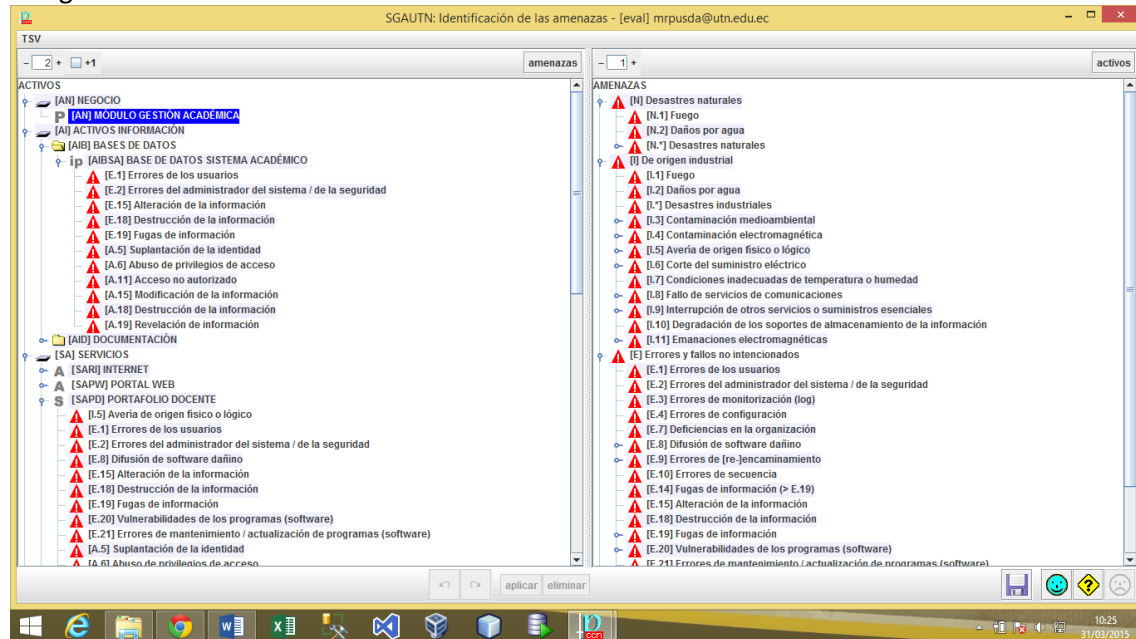 SGAUTN: Identificación de las amenazas - [eval] mrpusda@utn.edu.ec
TSV
- 2 + +1 amenazas
- 1 + activos
ACTIVOS
[AN] NEGOCIO
[AN] MÓDULO GESTIÓN ACADÉMICA
[AI] ACTIVOS INFORMACIÓN
[AIB] BASES DE DATOS
[AIBSA] BASE DE DATOS SISTEMA ACADÉMICO
[E.1] Errores de los usuarios
[E.2] Errores del administrador del sistema / de la seguridad
[E.15] Alteración de la información
[E.18] Destrucción de la información
[E.19] Fugas de información
[A.5] Suplantación de la identidad
[A.6] Abuso de privilegios de acceso
[A.11] Acceso no autorizado
[A.15] Modificación de la información
[A.18] Destrucción de la información
[A.19] Revelación de información
[AID] DOCUMENTACIÓN
[SA] SERVICIOS
[SARI] INTERNET
[SAPW] PORTAL WEB
[SAPD] PORTAFOLIO DOCENTE
[I.5] Avería de origen físico o lógico
[E.1] Errores de los usuarios
[E.2] Errores del administrador del sistema / de la seguridad
[E.8] Difusión de software dañino
[E.15] Alteración de la información
[E.18] Destrucción de la información
[E.19] Fugas de información
[E.20] Vulnerabilidades de los programas (software)
[E.21] Errores de mantenimiento / actualización de programas (software)
[A.5] Suplantación de la identidad
[A.6] Abuso de privilegios de acceso
AMENAZAS
[N] Desastres naturales
[N.1] Fuego
[N.2] Daños por agua
[N.*] Desastres naturales
[I] De origen industrial
[I.1] Fuego
[I.2] Daños por agua
[I.*] Desastres industriales
[I.3] Contaminación medioambiental
[I.4] Contaminación electromagnética
[I.5] Avería de origen físico o lógico
[I.6] Corte del suministro eléctrico
[I.7] Condiciones inadecuadas de temperatura o humedad
[I.8] Fallo de servicios de comunicaciones
[I.9] Interrupción de otros servicios o suministros esenciales
[I.10] Degradación de los soportes de almacenamiento de la información
[I.11] Emanaciones electromagnéticas
[E] Errores y fallos no intencionados
[E.1] Errores de los usuarios
[E.2] Errores del administrador del sistema / de la seguridad
[E.3] Errores de monitorización (log)
[E.4] Errores de configuración
[E.7] Deficiencias en la organización
[E.8] Difusión de software dañino
[E.9] Errores de [re-]encaminamiento
[E.10] Errores de secuencia
[E.14] Fugas de información (> E.19)
[E.15] Alteración de la información
[E.18] Destrucción de la información
[E.19] Fugas de información
[E.20] Vulnerabilidades de los programas (software)
[E.21] Errores de mantenimiento / actualización de programas (software)
aplicar eliminar
10:25
31/03/2015